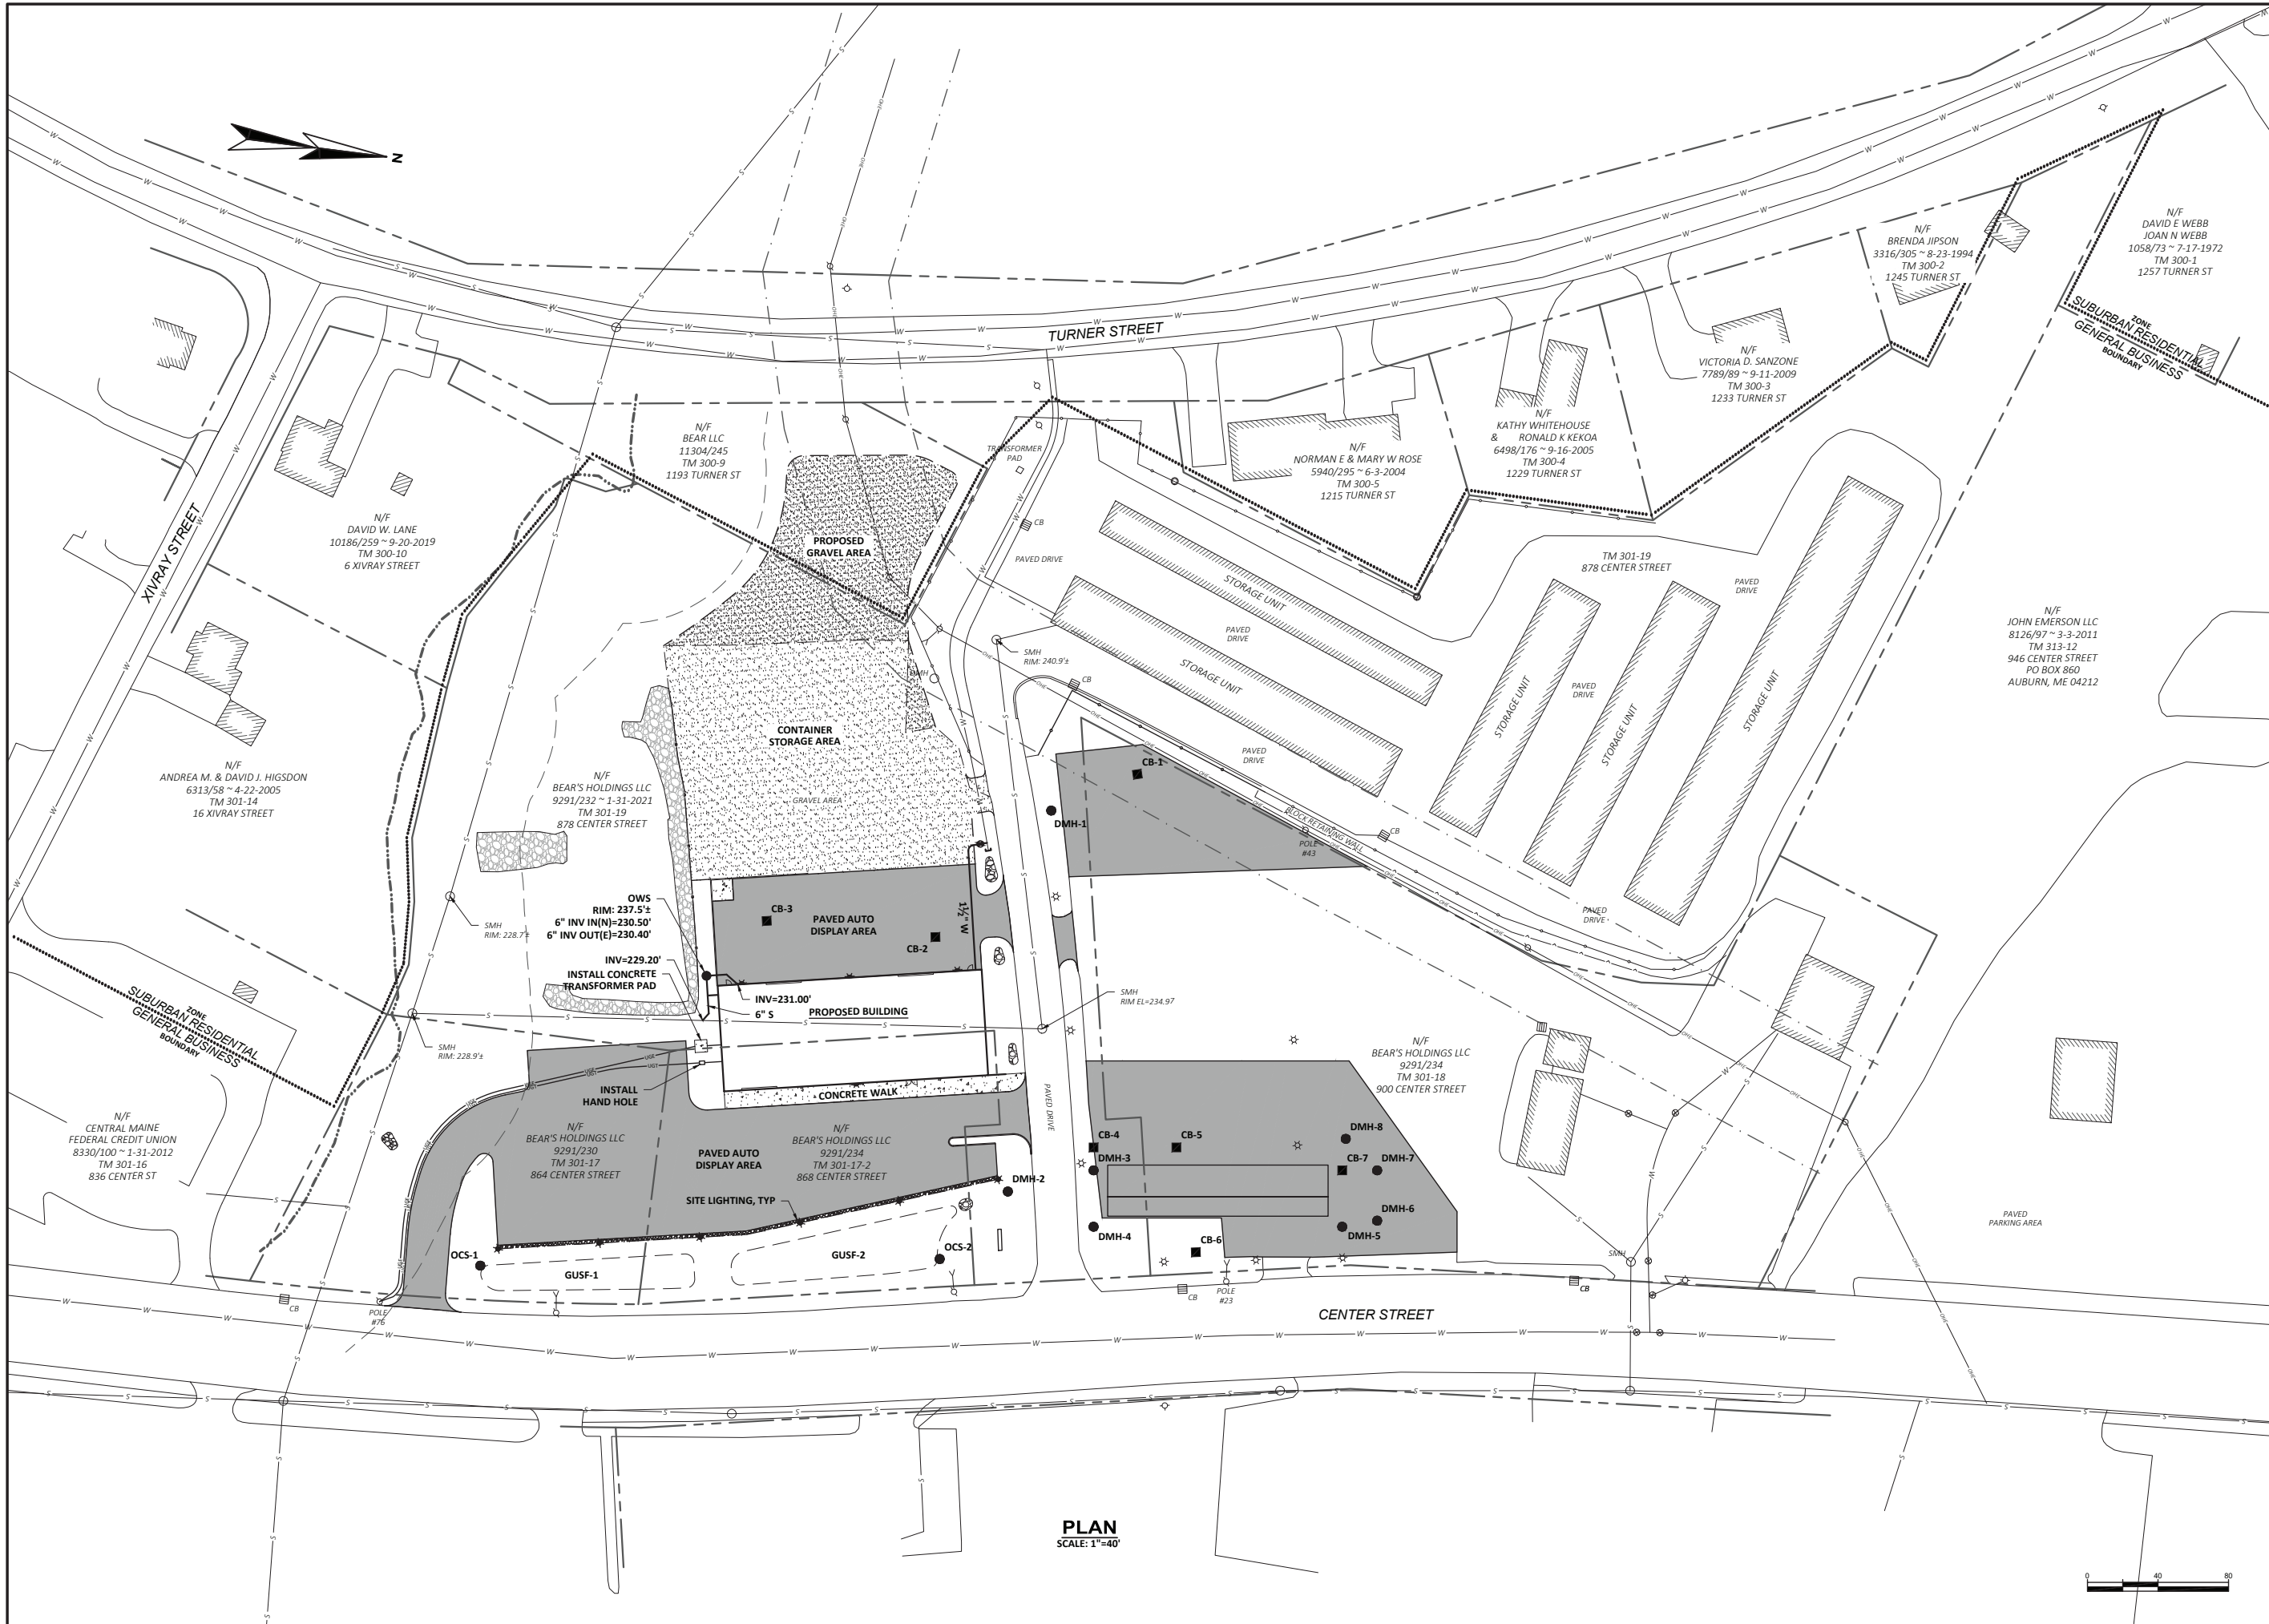 N
TURNER STREET
XIVRAY STREET
CENTER STREET
N/F
DAVID E WEBB
JOAN N WEBB
1058/73 ~ 7-17-1972
TM 300-1
1257 TURNER ST
N/F
BRENDA JIPSON
3316/305 ~ 8-23-1994
TM 300-2
1245 TURNER ST
ZONE
SUBURBAN RESIDENTIAL
GENERAL BUSINESS
BOUNDARY
N/F
VICTORIA D. SANZONE
7789/89 ~ 9-11-2009
TM 300-3
1233 TURNER ST
N/F
KATHY WHITEHOUSE
& RONALD K KEKOA
6498/176 ~ 9-16-2005
TM 300-4
1229 TURNER ST
N/F
NORMAN E & MARY W ROSE
5940/295 ~ 6-3-2004
TM 300-5
1215 TURNER ST
N/F
BEAR LLC
11304/245
TM 300-9
1193 TURNER ST
TRANSFORMER
PAD
CB
PAVED DRIVE
N/F
DAVID W. LANE
10186/259 ~ 9-20-2019
TM 300-10
6 XIVRAY STREET
PROPOSED
GRAVEL AREA
TM 301-19
878 CENTER STREET
PAVED
DRIVE
STORAGE UNIT
PAVED
DRIVE
STORAGE UNIT
PAVED
DRIVE
STORAGE UNIT
PAVED
DRIVE
STORAGE UNIT
STORAGE UNIT
PAVED
DRIVE
N/F
JOHN EMERSON LLC
8126/97 ~ 3-3-2011
TM 313-12
946 CENTER STREET
PO BOX 860
AUBURN, ME 04212
SMH
RIM: 240.9'±
SMH
CB
CONTAINER
STORAGE AREA
N/F
ANDREA M. & DAVID J. HIGSDON
6313/58 ~ 4-22-2005
TM 301-14
16 XIVRAY STREET
N/F
BEAR'S HOLDINGS LLC
9291/232 ~ 1-31-2021
TM 301-19
878 CENTER STREET
GRAVEL AREA
CB-1
DMH-1
BLOCK RETAINING WALL
POLE
#43
CB
OWS
RIM: 237.5'±
6" INV IN(N)=230.50'
6" INV OUT(E)=230.40'
SMH
RIM: 228.7'±
CB-3
PAVED AUTO
DISPLAY AREA
CB-2
1½" W
INV=229.20'
INSTALL CONCRETE
TRANSFORMER PAD
INV=231.00'
6" S
PROPOSED BUILDING
SMH
RIM EL=234.97
ZONE
SUBURBAN RESIDENTIAL
GENERAL BUSINESS
BOUNDARY
SMH
RIM: 228.9'±
INSTALL
HAND HOLE
CONCRETE WALK
PAVED DRIVE
N/F
BEAR'S HOLDINGS LLC
9291/234
TM 301-18
900 CENTER STREET
N/F
CENTRAL MAINE
FEDERAL CREDIT UNION
8330/100 ~ 1-31-2012
TM 301-16
836 CENTER ST
N/F
BEAR'S HOLDINGS LLC
9291/230
TM 301-17
864 CENTER STREET
PAVED AUTO
DISPLAY AREA
N/F
BEAR'S HOLDINGS LLC
9291/234
TM 301-17-2
868 CENTER STREET
SITE LIGHTING, TYP
DMH-2
CB-4
DMH-3
CB-5
DMH-8
CB-7
DMH-7
DMH-4
CB-6
DMH-6
DMH-5
OCS-1
GUSF-1
GUSF-2
OCS-2
SMH
PAVED
PARKING AREA
CB
POLE
#76
CB
POLE
#23
CB
PLAN
SCALE: 1"=40'
0 40 80